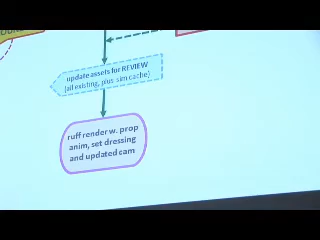 update assets for REVIEW
(all existing, plus sim cache)
ruff render w. prop
anim, set dressing
and updated cam